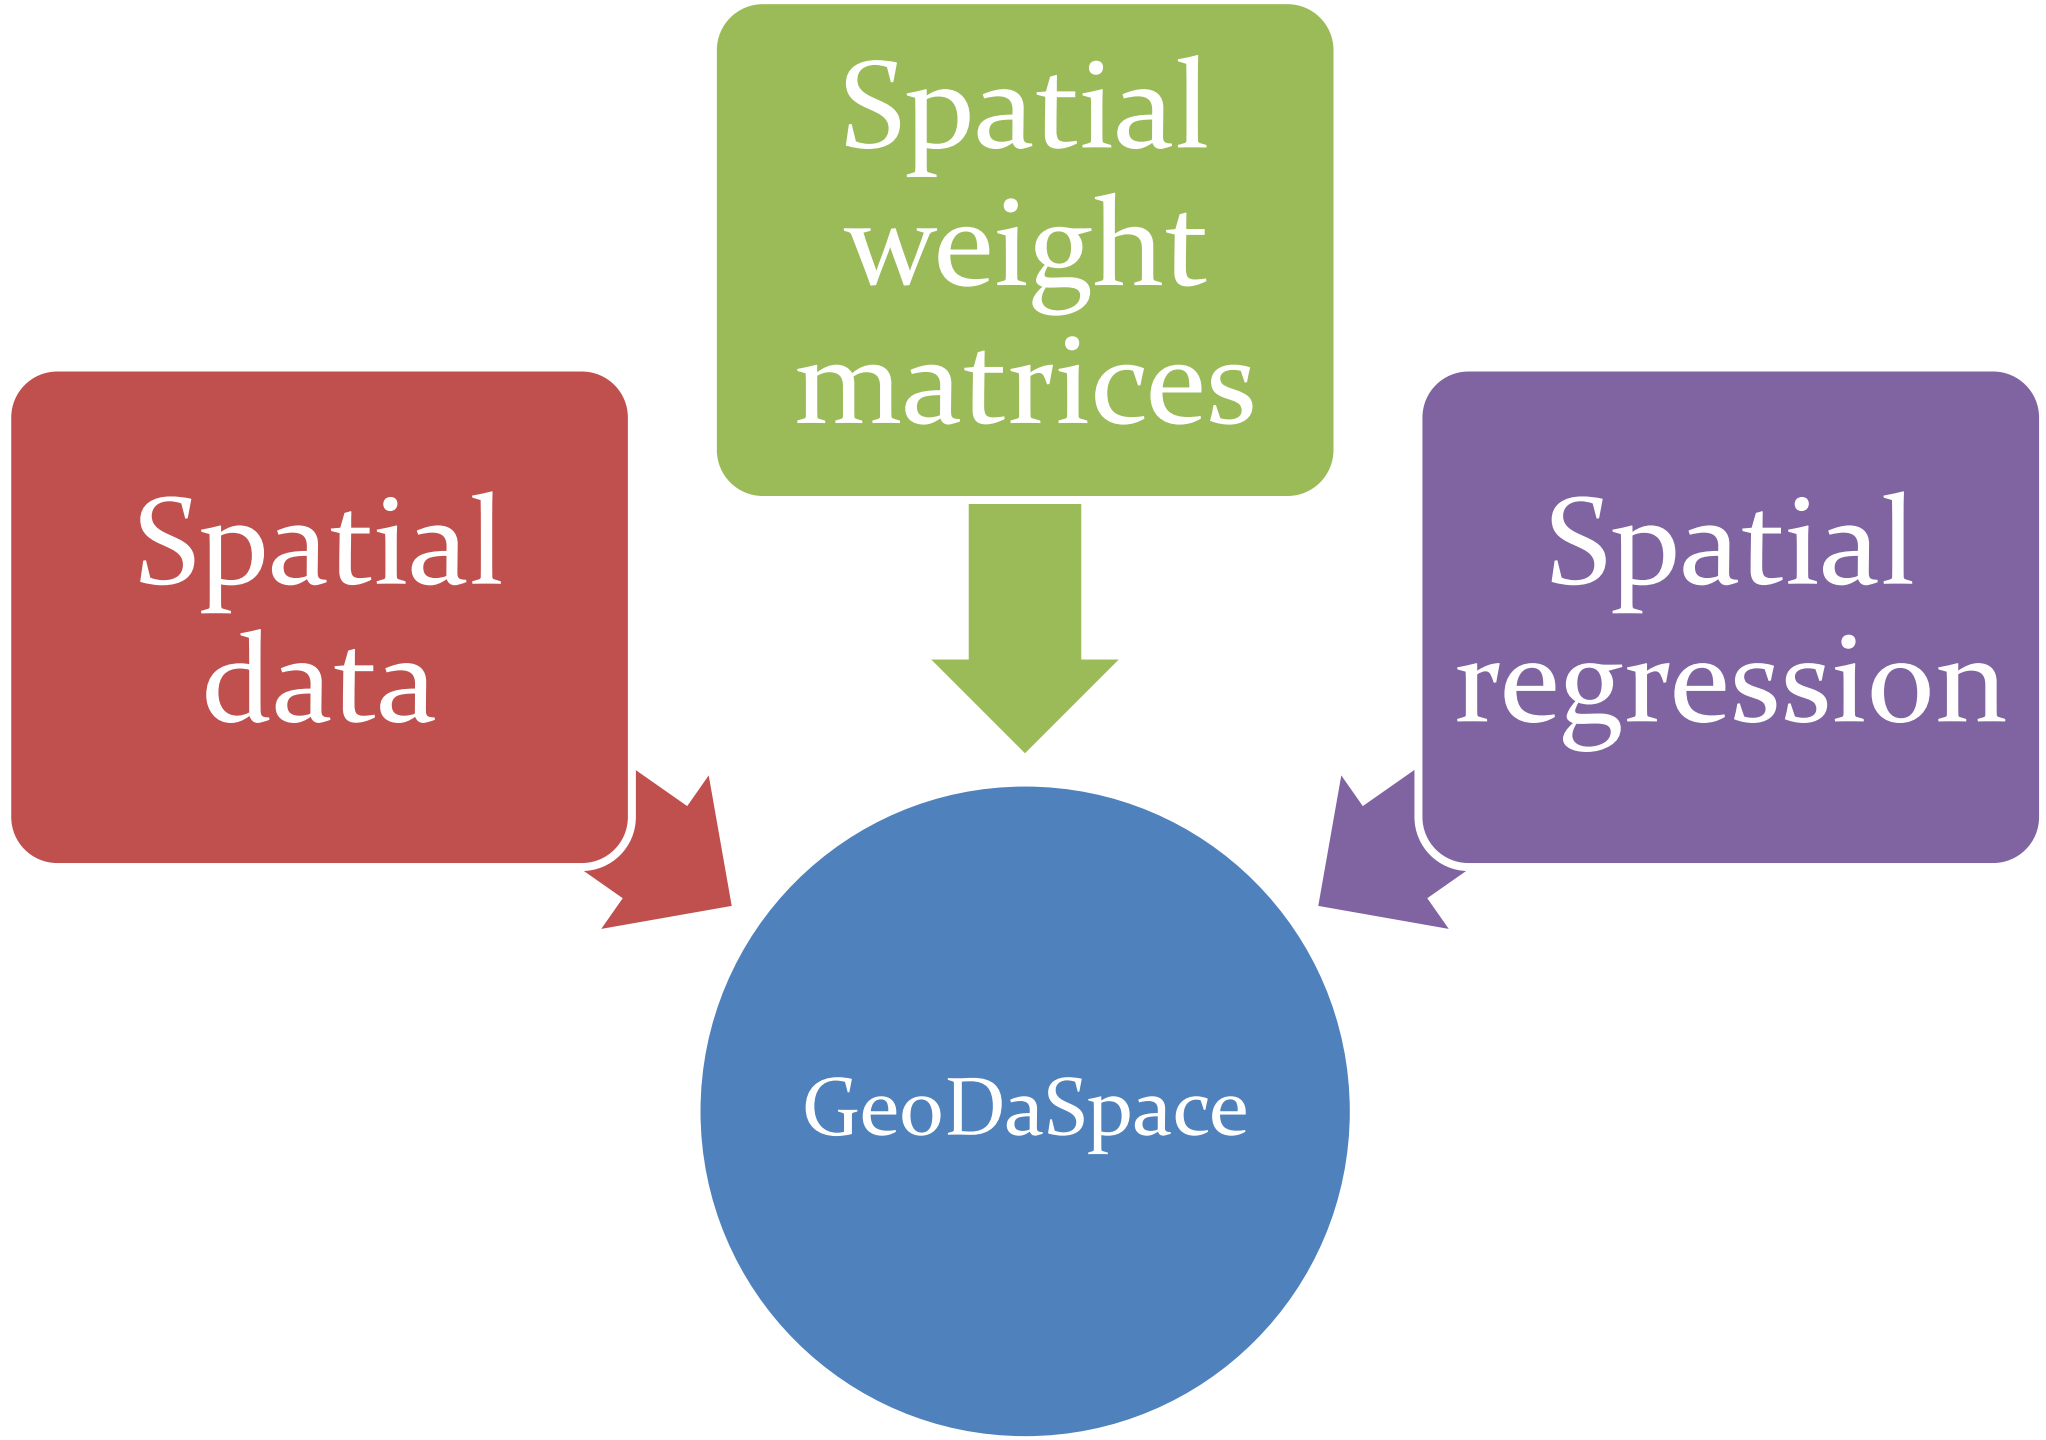 Spatial
weight
matrices
Spatial
data
Spatial
regression
GeoDaSpace